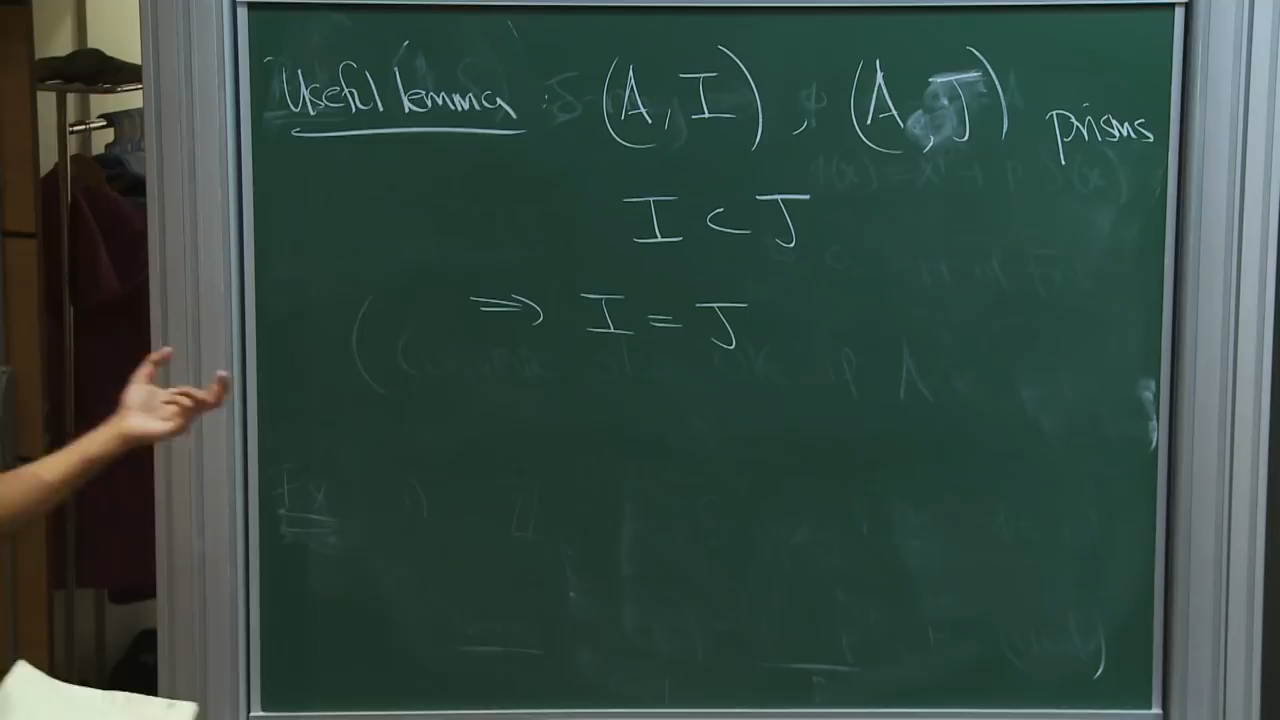 Useful lemma : (A, I), (A, J) prisms
I ⊂ J
⇒ I = J